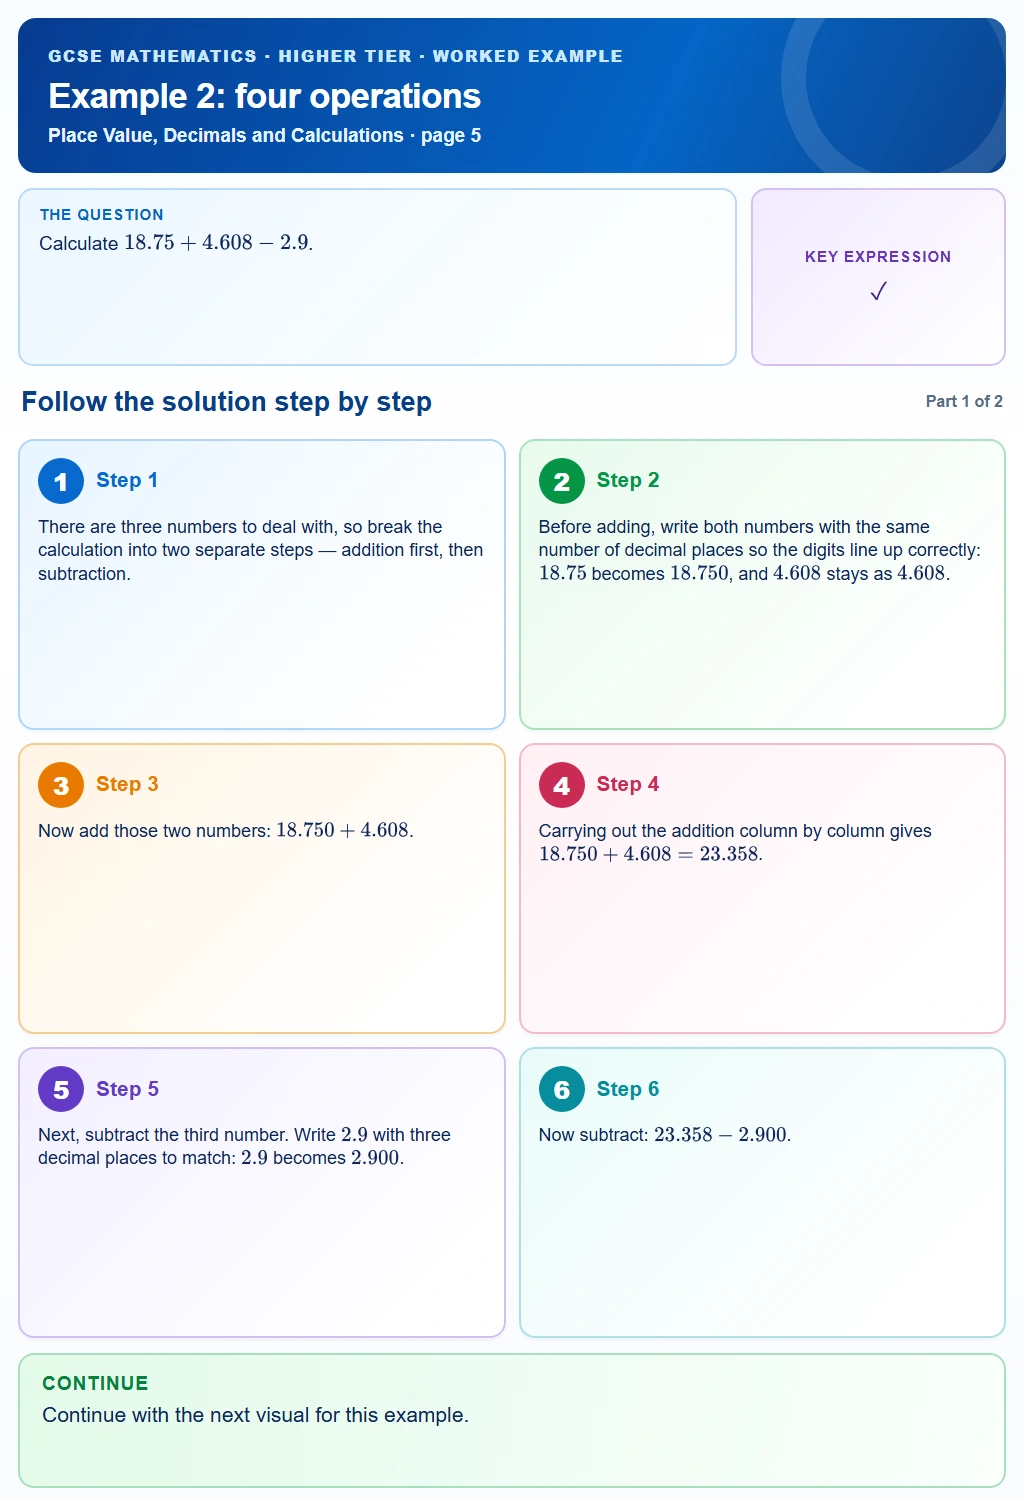 GCSE MATHEMATICS · HIGHER TIER · WORKED EXAMPLE
Example 2: four operations
Place Value, Decimals and Calculations · page 5
THE QUESTION
Calculate 18.75 + 4.608 − 2.9.
KEY EXPRESSION
✓
Follow the solution step by step
Part 1 of 2
1 Step 1
There are three numbers to deal with, so break the
calculation into two separate steps — addition first, then
subtraction.
2 Step 2
Before adding, write both numbers with the same
number of decimal places so the digits line up correctly:
18.75 becomes 18.750, and 4.608 stays as 4.608.
3 Step 3
Now add those two numbers: 18.750 + 4.608.
4 Step 4
Carrying out the addition column by column gives
18.750 + 4.608 = 23.358.
5 Step 5
Next, subtract the third number. Write 2.9 with three
decimal places to match: 2.9 becomes 2.900.
6 Step 6
Now subtract: 23.358 − 2.900.
CONTINUE
Continue with the next visual for this example.